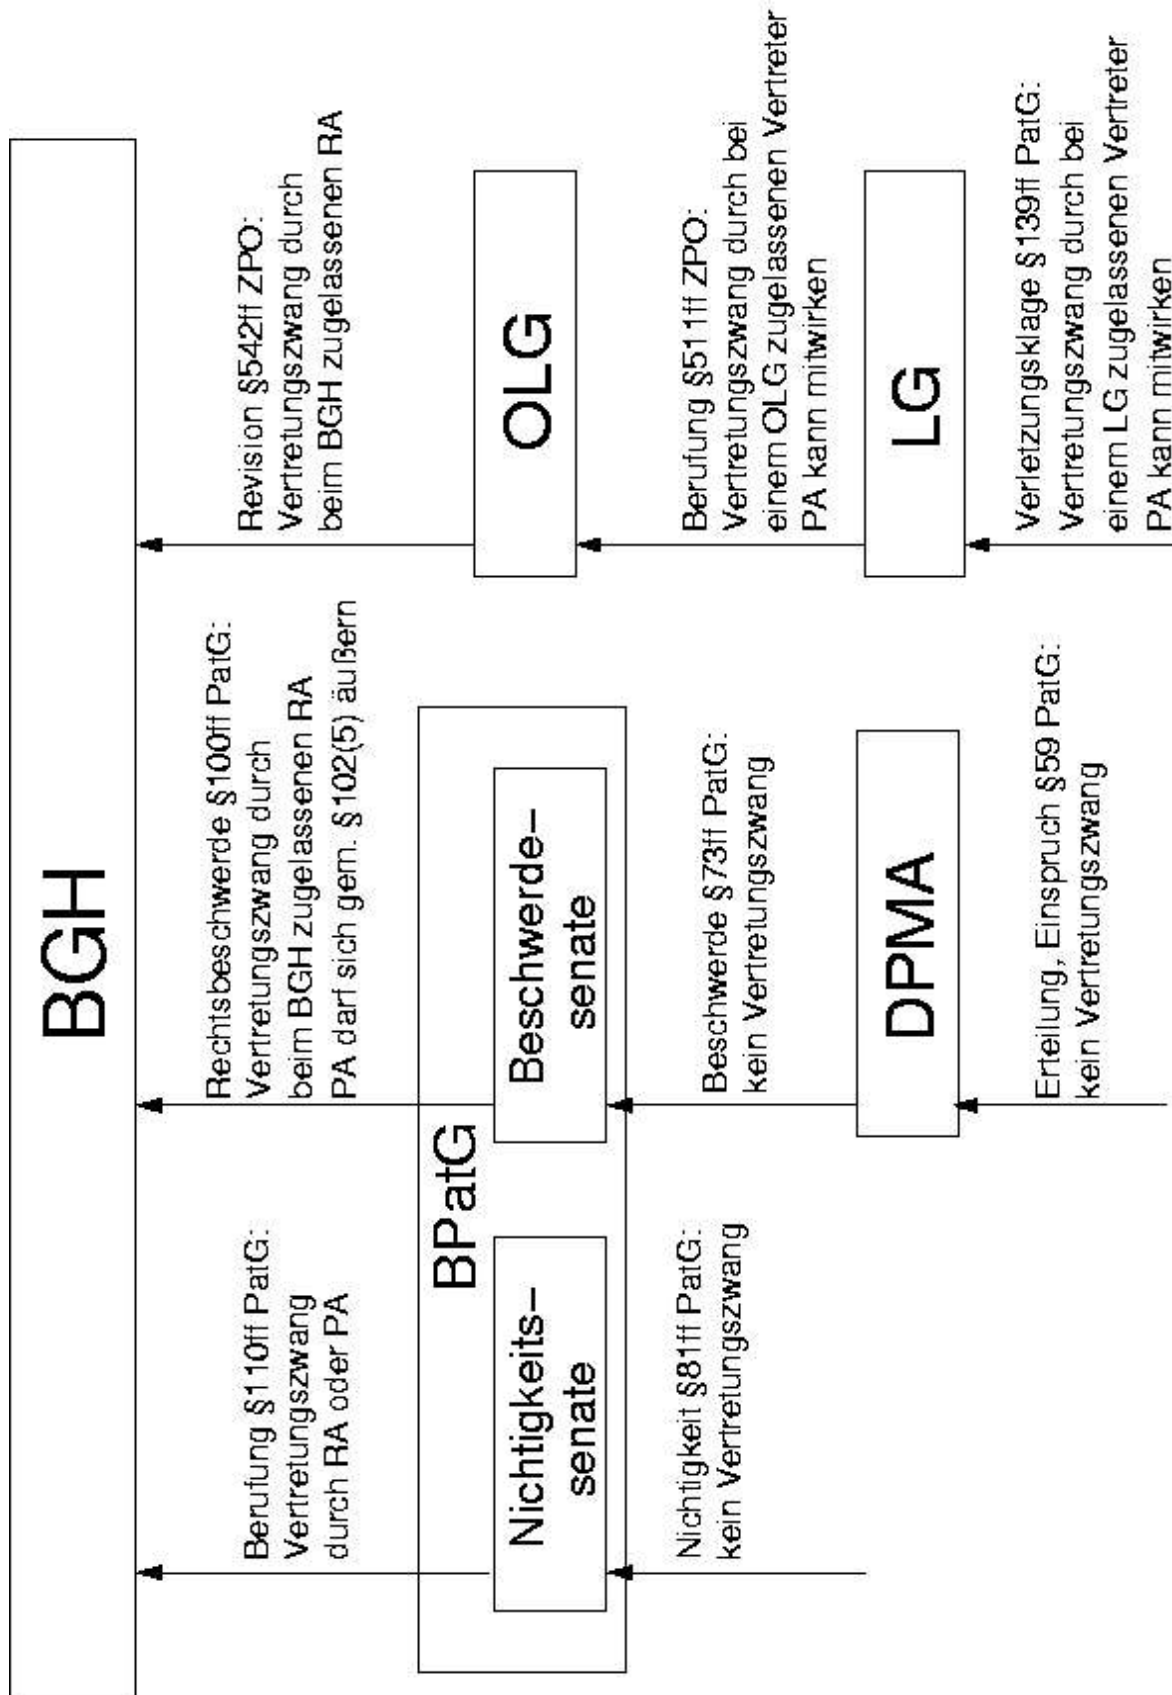 BGH
Berufung §110ff PatG:
Vertretungszwang
durch RA oder PA
Rechtsbeschwerde §100ff PatG:
Vertretungszwang durch
beim BGH zugelassenen RA
PA darf sich gem. §102(5) äußern
Revision §542ff ZPO:
Vertretungszwang durch
beim BGH zugelassenen RA
BPatG
Nichtigkeits–
senate
Beschwerde–
senate
OLG
Nichtigkeit §81ff PatG:
kein Vertretungszwang
Beschwerde §73ff PatG:
kein Vertretungszwang
Berufung §511ff ZPO:
Vertretungszwang durch bei
einem OLG zugelassenen Vertreter
PA kann mitwirken
DPMA
LG
Erteilung, Einspruch §59 PatG:
kein Vertretungszwang
Verletzungsklage §139ff PatG:
Vertretungszwang durch bei
einem LG zugelassenen Vertreter
PA kann mitwirken